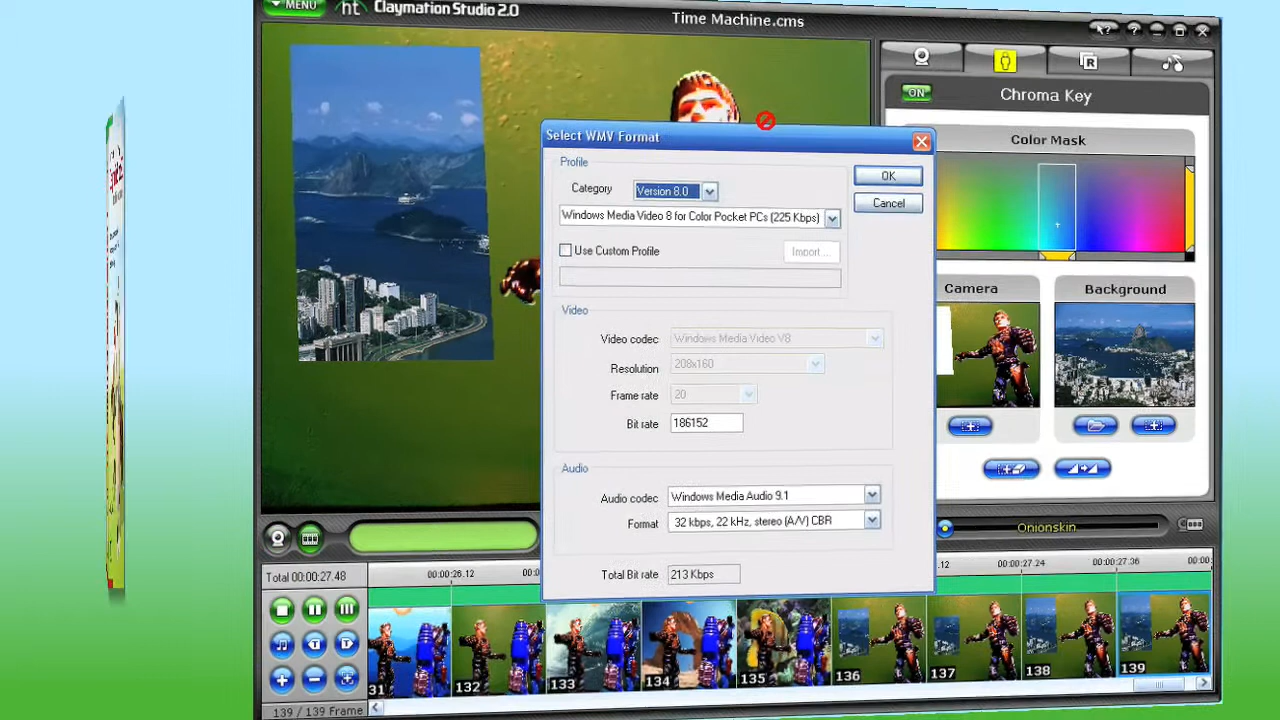 MENU
ht
Claymation Studio 2.0
Time Machine.cms
Select WMV Format
Profile
Category
Version 8.0
Windows Media Video 8 for Color Pocket PCs (225 Kbps)
Use Custom Profile
Import...
OK
Cancel
Video
Video codec
Windows Media Video V8
Resolution
208x160
Frame rate
20
Bit rate
186152
Audio
Audio codec
Windows Media Audio 9.1
Format
32 kbps, 22 kHz, stereo (A/V) CBR
Total Bit rate
213 Kbps
R
ON
Chroma Key
Color Mask
Camera
Background
Onionskin
Total 00:00:27.48
00:00:26.12
.12
00:00:27.24
00:00:27.36
00:00:
31
132
133
134
135
136
137
138
139
139 / 139 Frame